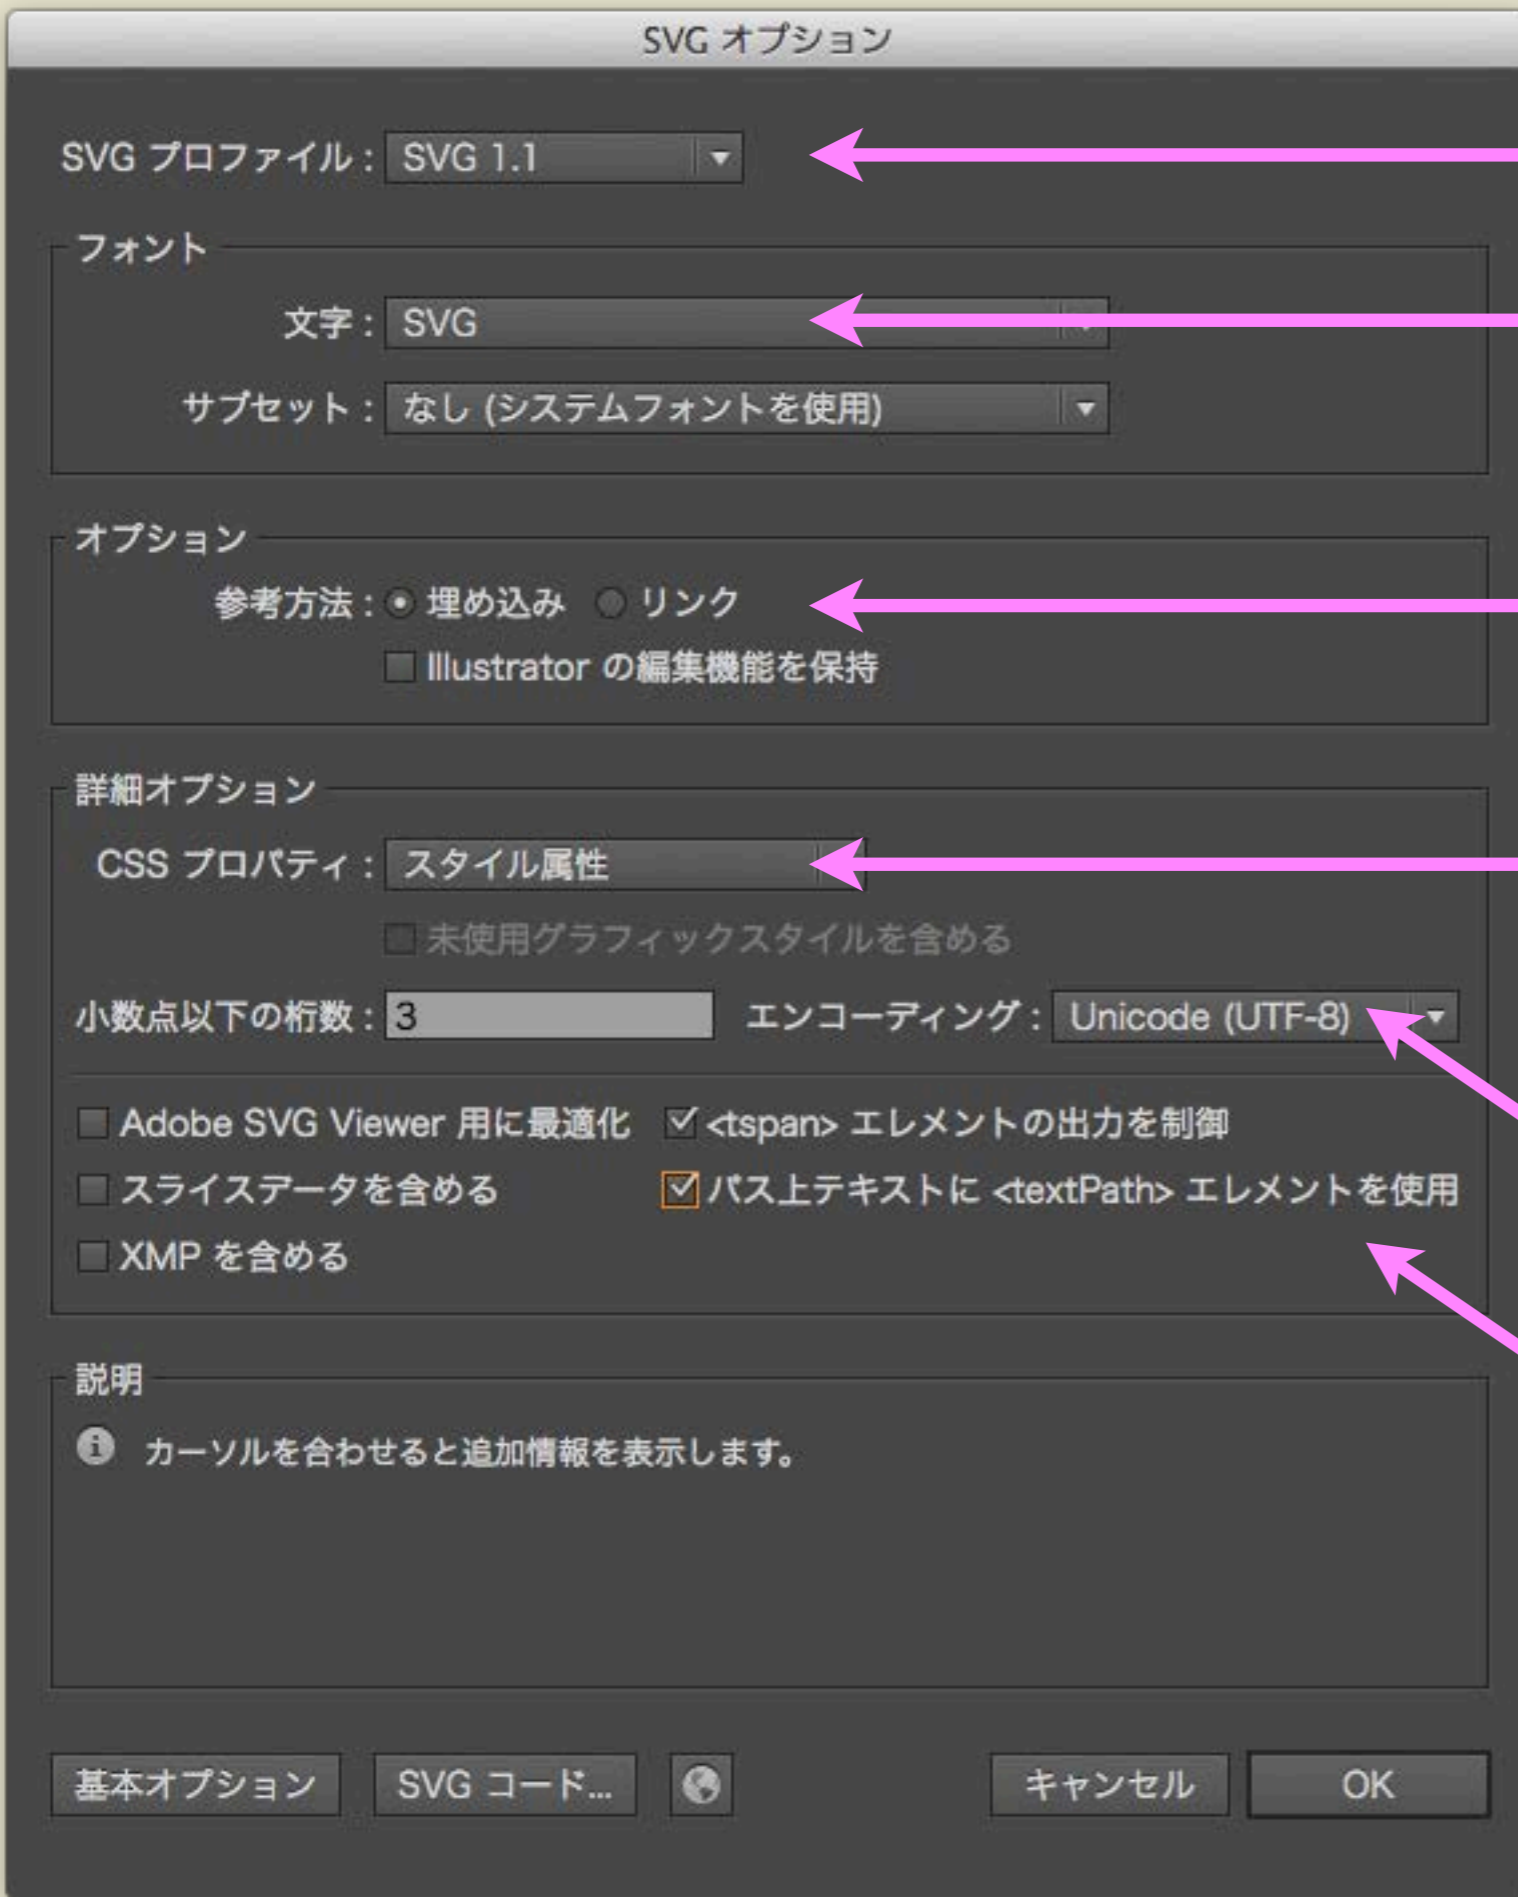 SVG オプション
SVG プロファイル : SVG 1.1
フォント
文字 : SVG
サブセット : なし (システムフォントを使用)
オプション
参考方法 : 埋め込み リンク
Illustrator の編集機能を保持
詳細オプション
CSS プロパティ : スタイル属性
未使用グラフィックスタイルを含める
小数点以下の桁数 : 3 エンコーディング : Unicode (UTF-8)
Adobe SVG Viewer 用に最適化 <tspan> エレメントの出力を制御
スライスデータを含める パス上テキストに <textPath> エレメントを使用
XMP を含める
説明
カーソルを合わせると追加情報を表示します。
基本オプション SVG コード... キャンセル OK